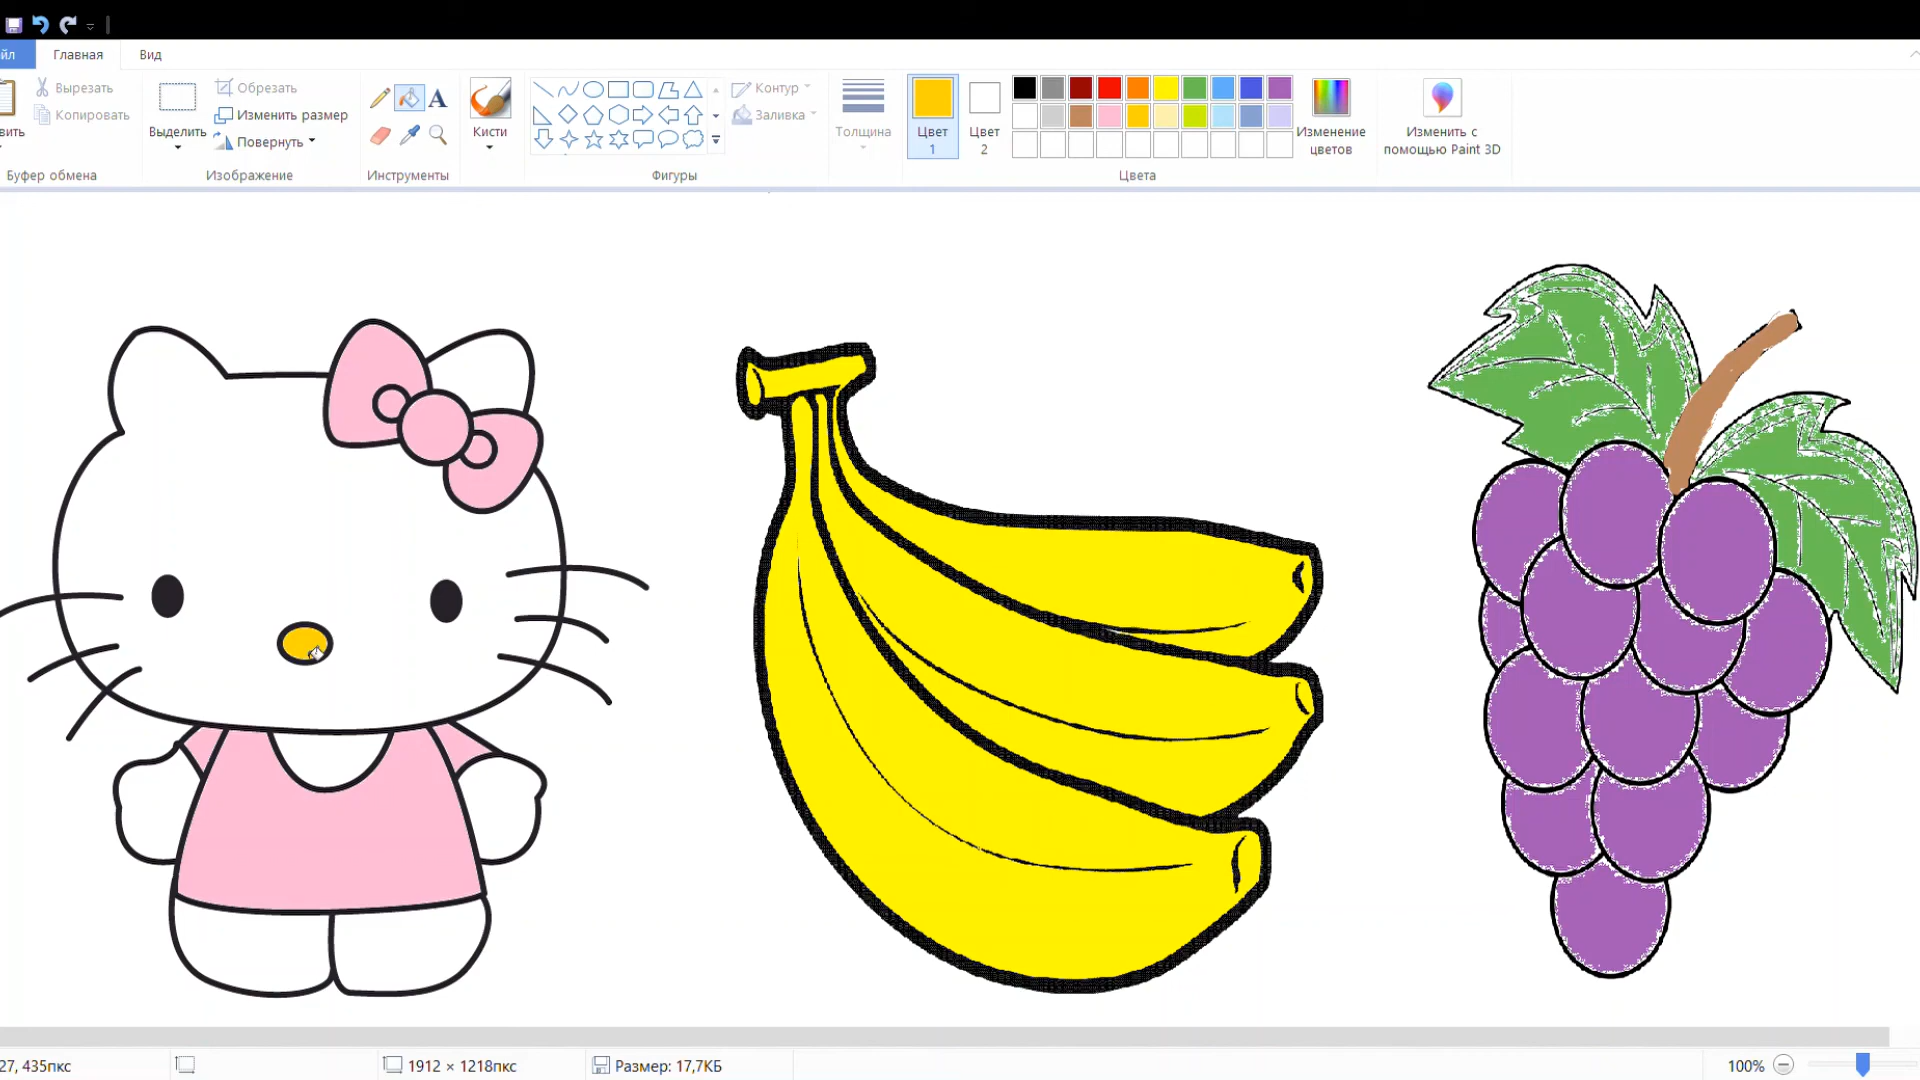 йл Главная Вид
Вырезать
Копировать
вить
Буфер обмена
Выделить
Обрезать
Изменить размер
Повернуть
Изображение
A
Инструменты
Кисти
Контур
Заливка
Фигуры
Толщина
Цвет
1
Цвет
2
Изменение
цветов
Цвета
Изменить с
помощью Paint 3D
27, 435пкс
1912 × 1218пкс
Размер: 17,7КБ
100%